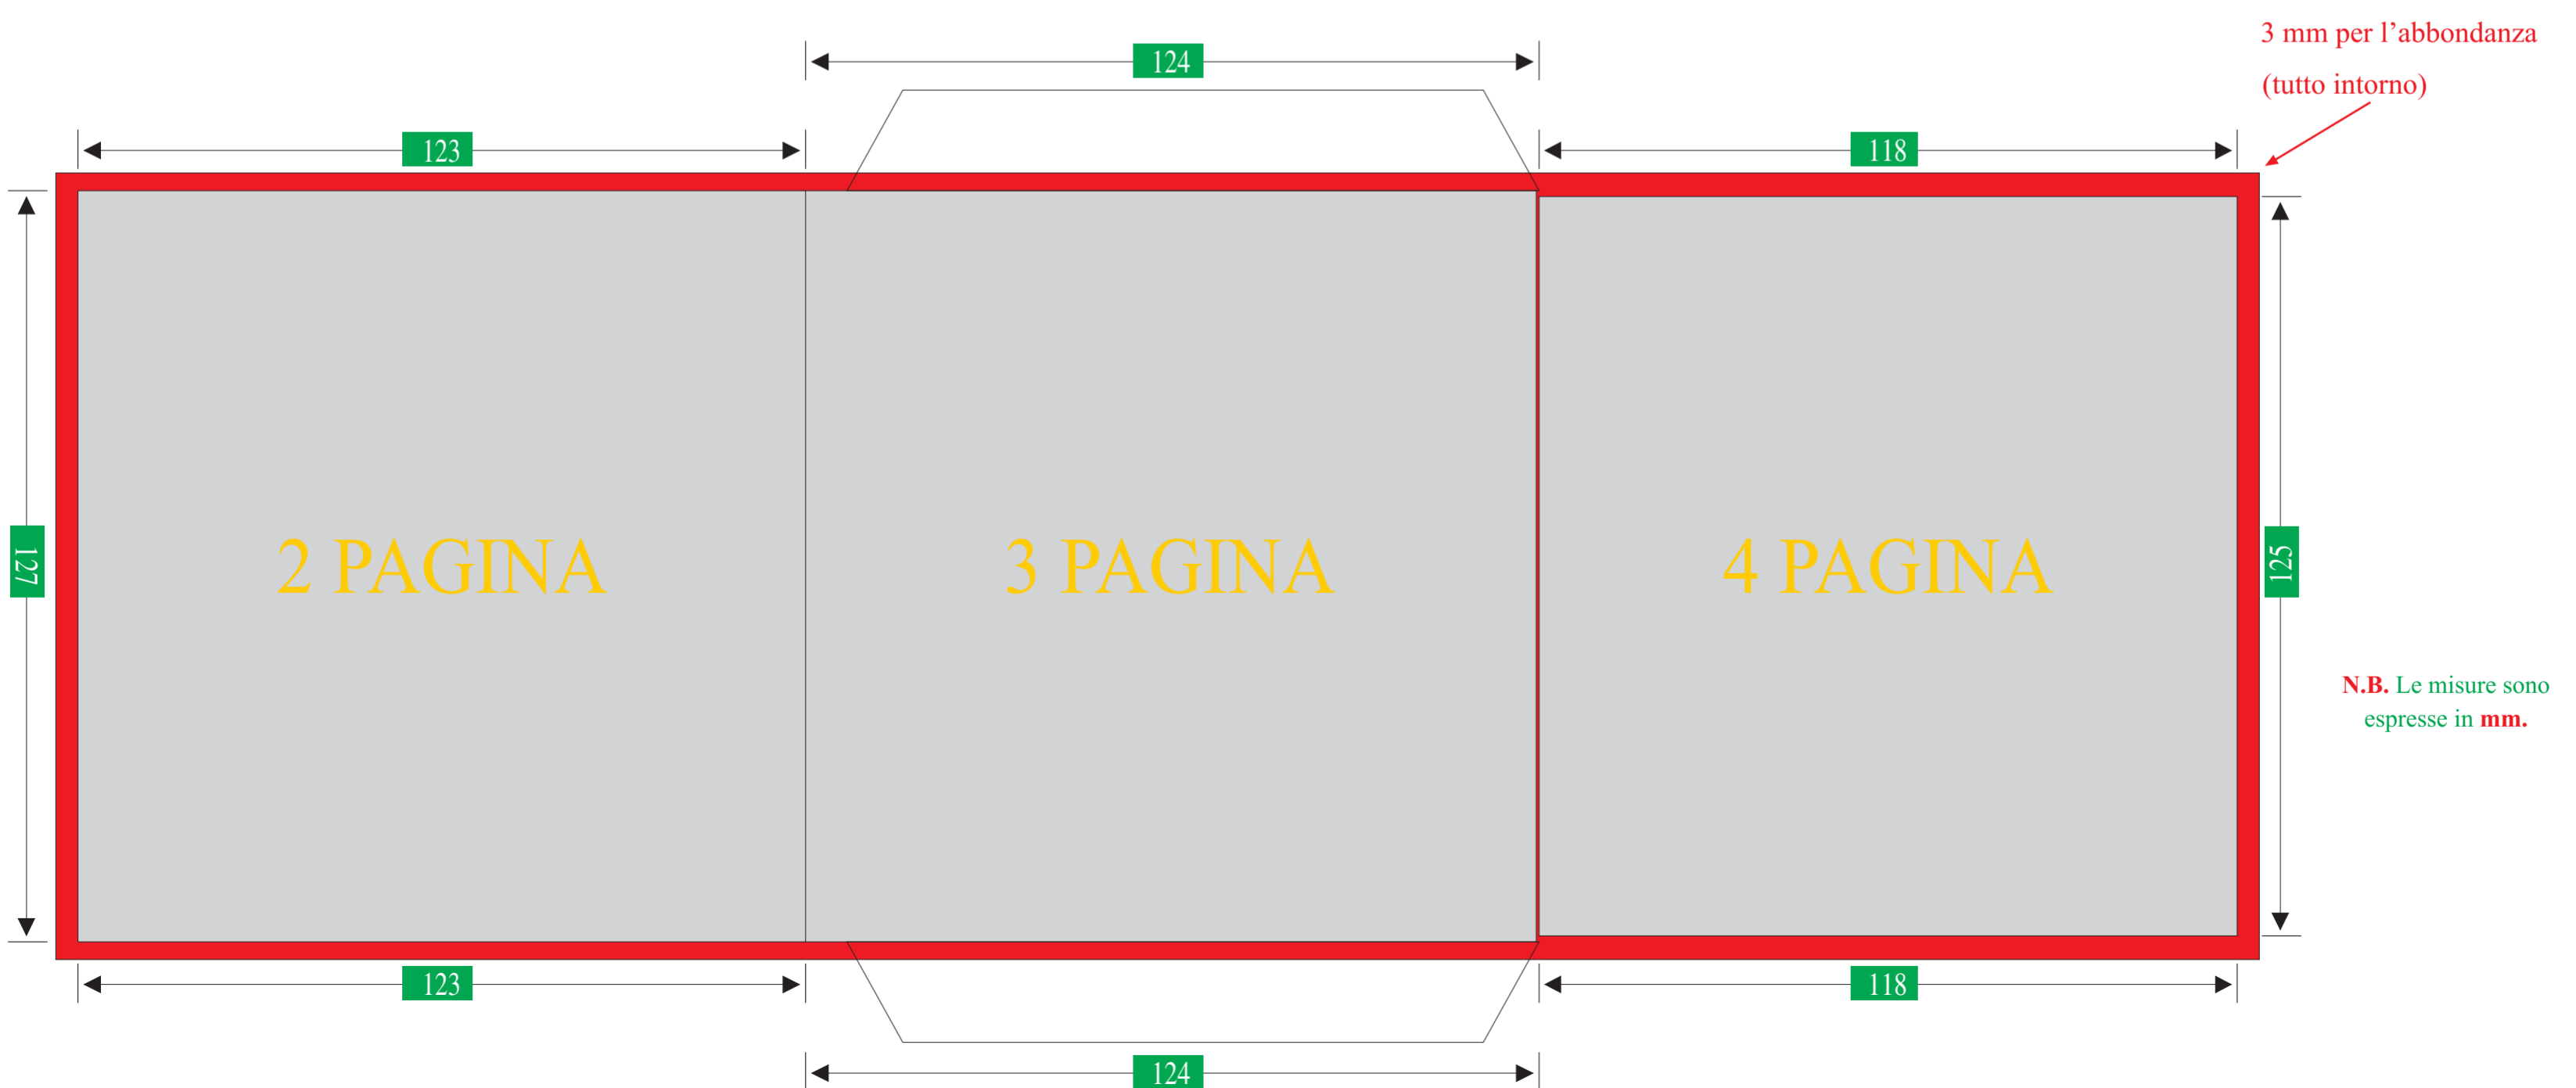 3 mm per l’abbondanza
(tutto intorno)
124
123
118
127
2 PAGINA
3 PAGINA
4 PAGINA
125
N.B. Le misure sono
espresse in mm.
123
118
124